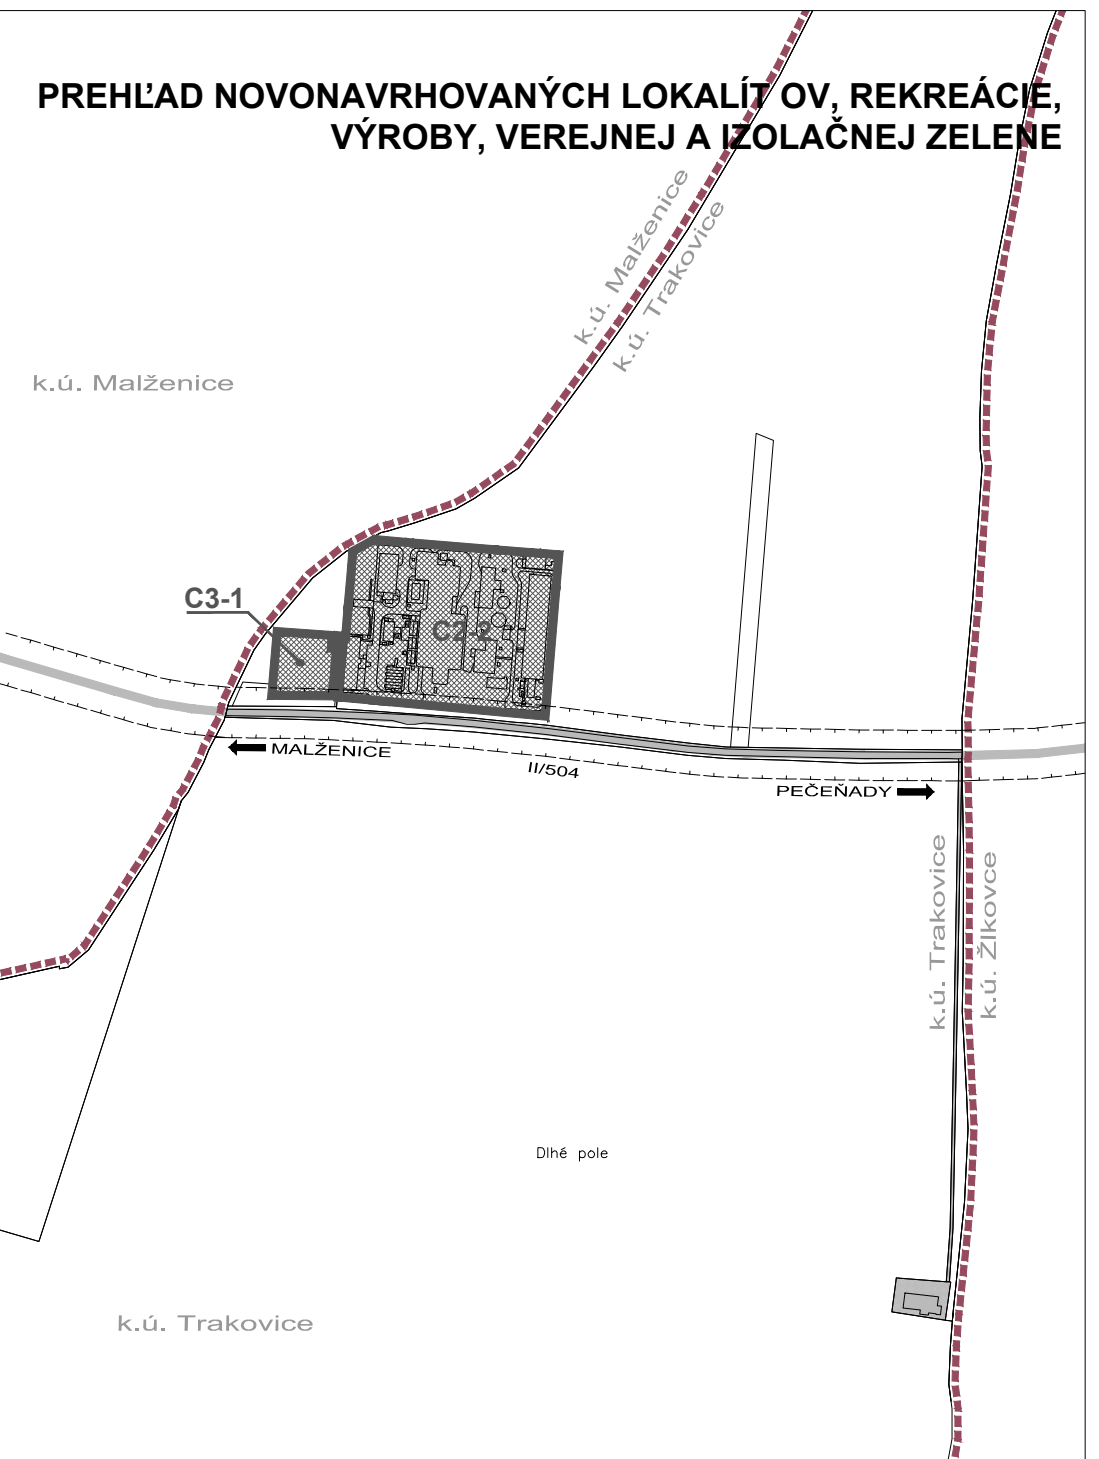 PREHĽAD NOVONAVRHOVANÝCH LOKALÍT OV, REKREÁCIE,
VÝROBY, VEREJNEJ A IZOLAČNEJ ZELENE
k.ú. Malženice
k.ú. Trakovice
k.ú. Malženice
C3-1
C2-2
MALŽENICE
II/504
PEČEŇADY
k.ú. Trakovice
k.ú. Žlkovce
Dlhé pole
k.ú. Trakovice